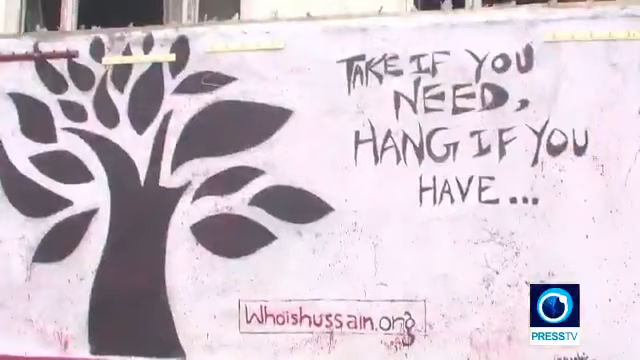 TAKE IF YOU
NEED,
HANG IF YOU
HAVE...
Whoishussain.org
PRESSTV